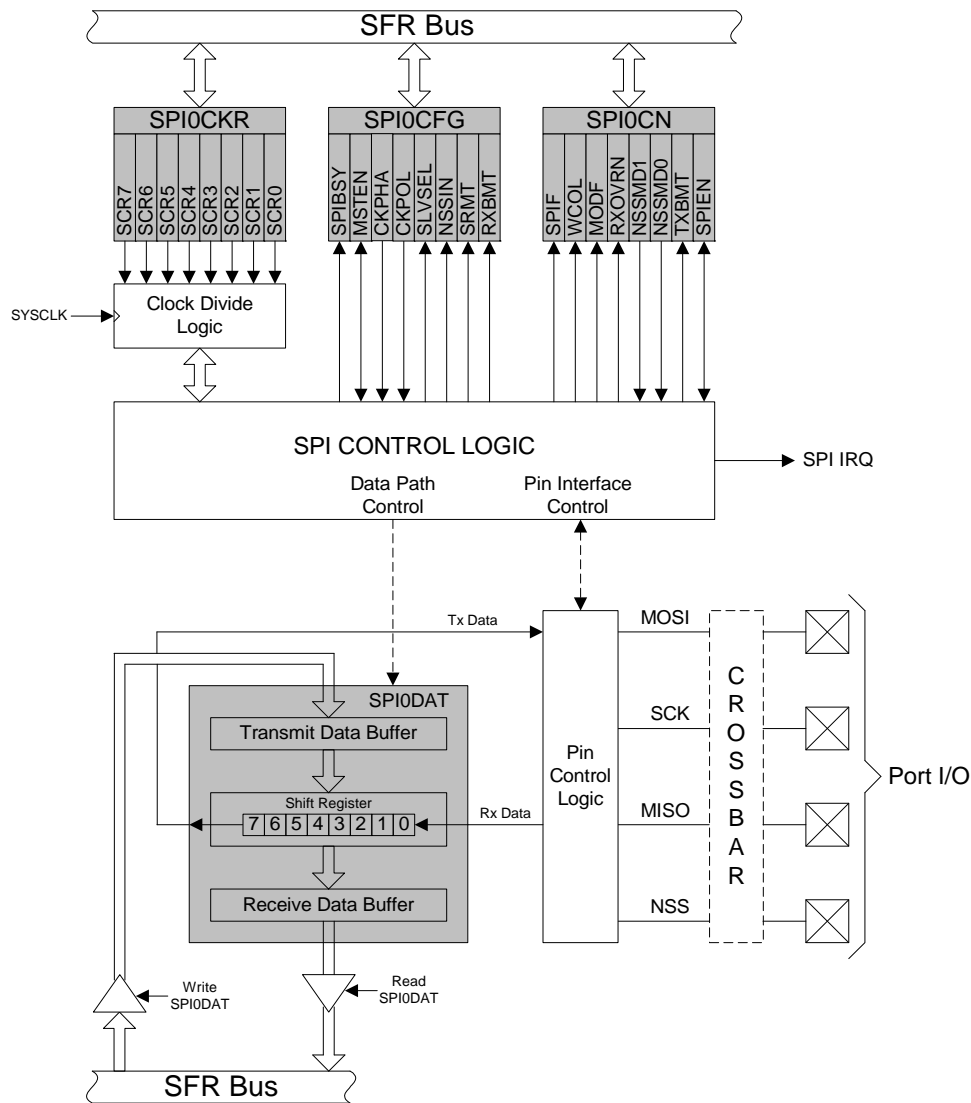 SFR Bus
SPI0CKR
SCR7
SCR6
SCR5
SCR4
SCR3
SCR2
SCR1
SCR0
SPI0CFG
SPIBSY
MSTEN
CKPHA
CKPOL
SLVSEL
NSSIN
SRMT
RXBMT
SPI0CN
SPIF
WCOL
MODF
RXOVRN
NSSMD1
NSSMD0
TXBMT
SPIEN
SYSCLK
Clock Divide
Logic
SPI CONTROL LOGIC
Data Path
Control
Pin Interface
Control
SPI IRQ
Tx Data
SPI0DAT
Transmit Data Buffer
Shift Register
7 6 5 4 3 2 1 0
Rx Data
Receive Data Buffer
Pin
Control
Logic
MOSI
SCK
MISO
NSS
CROSSBAR
Port I/O
Write
SPI0DAT
Read
SPI0DAT
SFR Bus